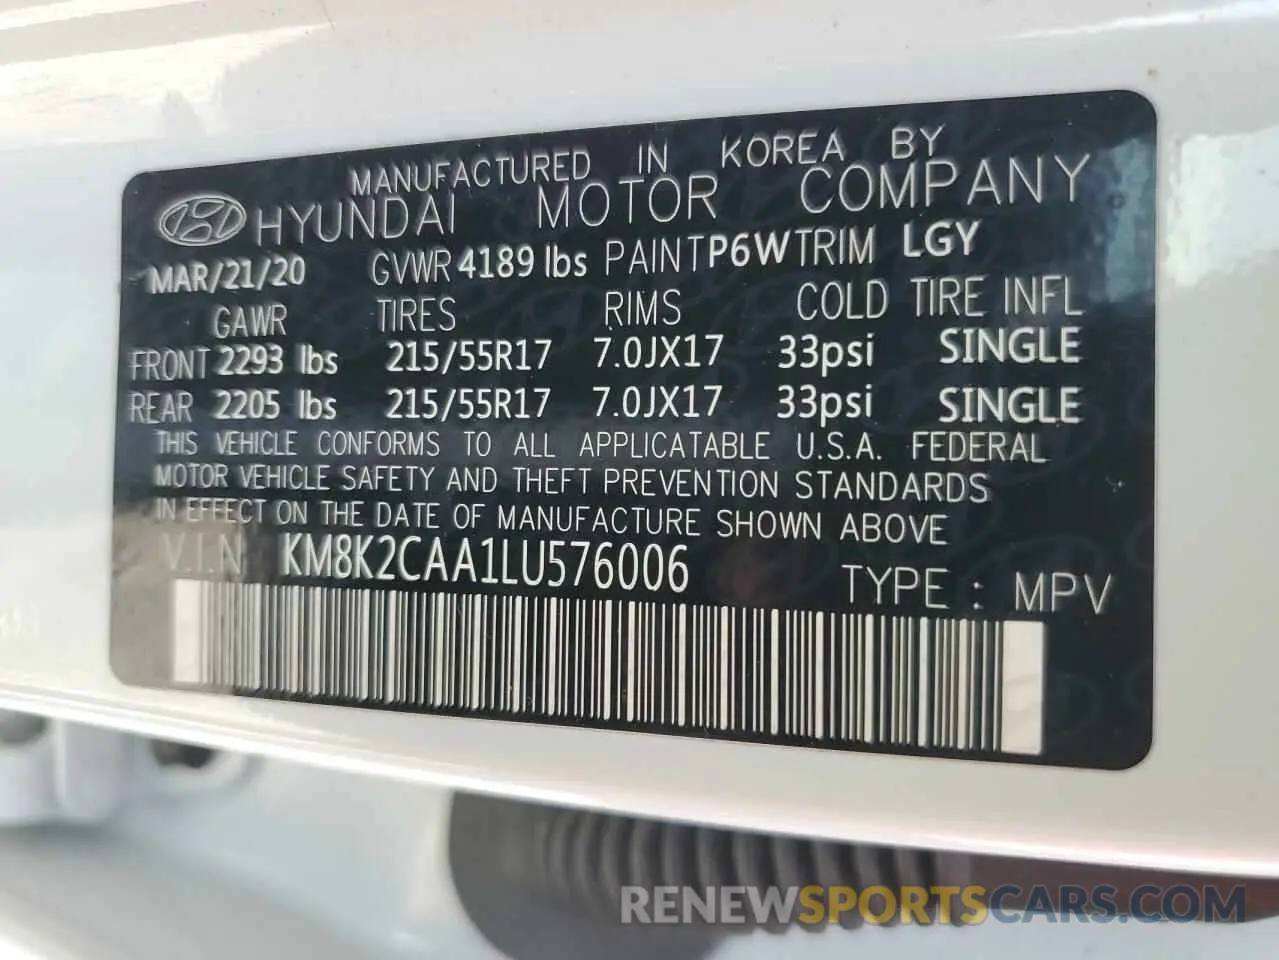 MANUFACTURED IN KOREA BY
HYUNDAI MOTOR COMPANY
MAR/21/20 GVWR 4189 lbs PAINT P6W TRIM LGY
GAWR TIRES RIMS COLD TIRE INFL
FRONT 2293 lbs 215/55R17 7.0JX17 33psi SINGLE
REAR 2205 lbs 215/55R17 7.0JX17 33psi SINGLE
THIS VEHICLE CONFORMS TO ALL APPLICATABLE U.S.A. FEDERAL
MOTOR VEHICLE SAFETY AND THEFT PREVENTION STANDARDS
IN EFFECT ON THE DATE OF MANUFACTURE SHOWN ABOVE
V.I.N KM8K2CAA1LU576006
TYPE : MPV
RENEWSPORTSCARS.COM